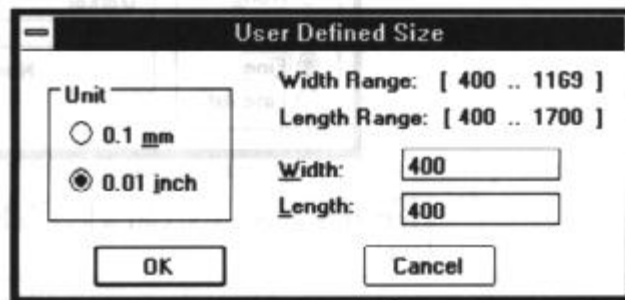 User Defined Size
Unit
0.1 mm
0.01 inch
Width Range: [ 400 .. 1169 ]
Length Range: [ 400 .. 1700 ]
Width: 400
Length: 400
OK
Cancel
Fine